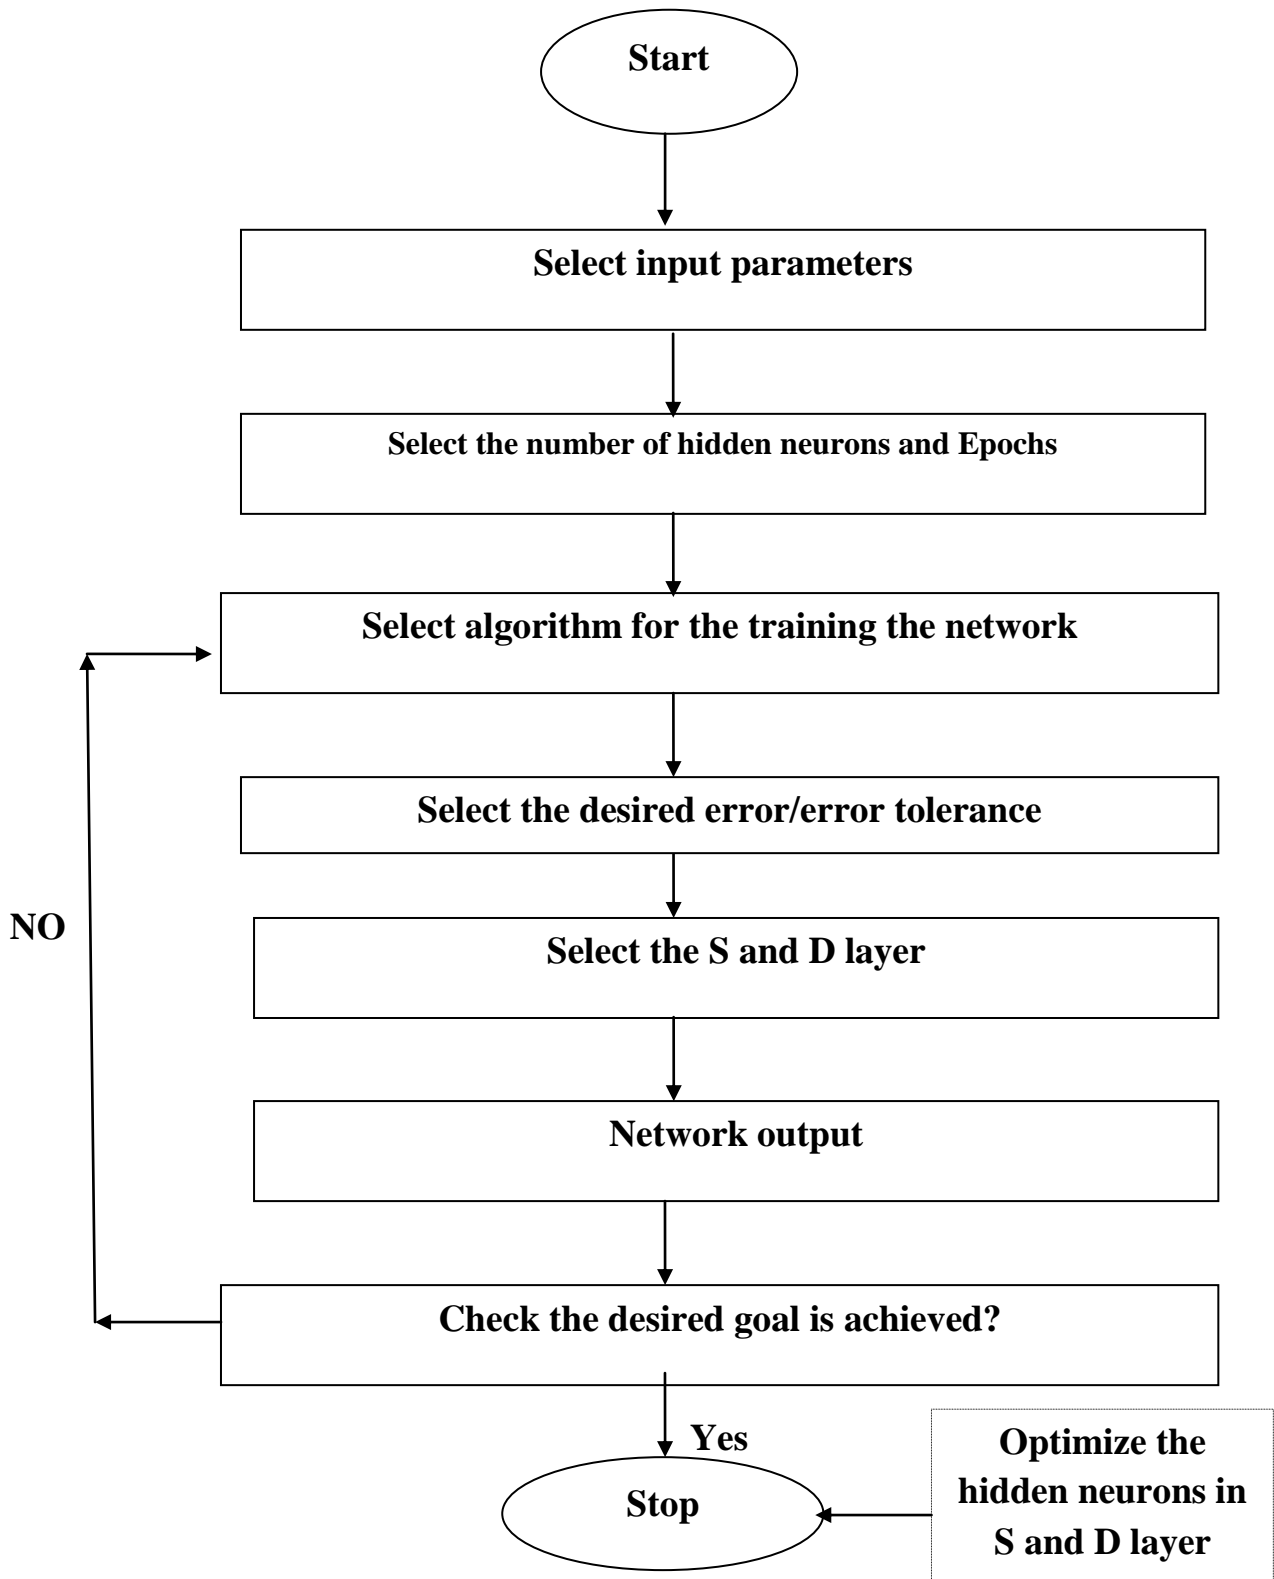 Start
Select input parameters
Select the number of hidden neurons and Epochs
Select algorithm for the training the network
Select the desired error/error tolerance
NO
Select the S and D layer
Network output
Check the desired goal is achieved?
Yes
Stop
Optimize the
hidden neurons in
S and D layer